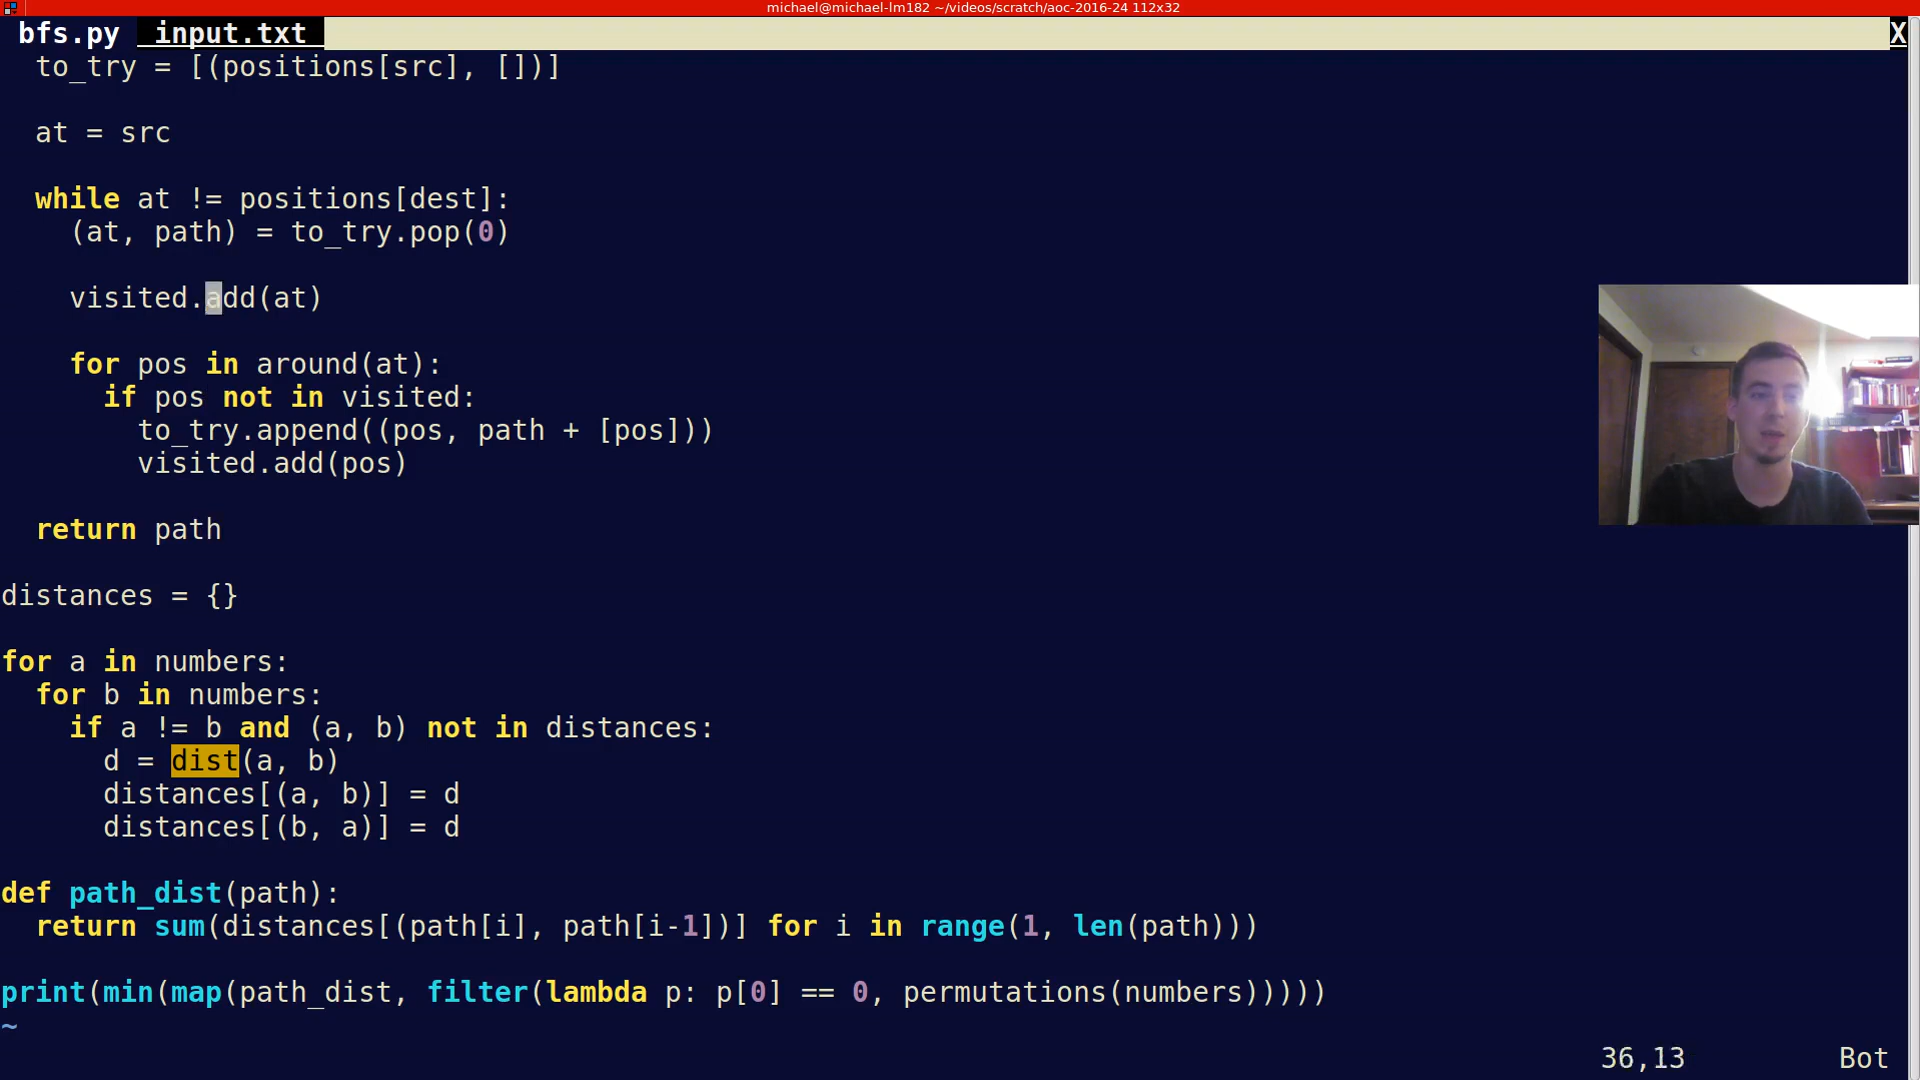 michael@michael-lm182 ~/videos/scratch/aoc-2016-24 112x32
bfs.py input.txt X
to_try = [(positions[src], [])]
at = src
while at != positions[dest]:
(at, path) = to_try.pop(0)
visited.add(at)
for pos in around(at):
if pos not in visited:
to_try.append((pos, path + [pos]))
visited.add(pos)
return path
distances = {}
for a in numbers:
for b in numbers:
if a != b and (a, b) not in distances:
d = dist(a, b)
distances[(a, b)] = d
distances[(b, a)] = d
def path_dist(path):
return sum(distances[(path[i], path[i-1])] for i in range(1, len(path)))
print(min(map(path_dist, filter(lambda p: p[0] == 0, permutations(numbers)))))
~
36,13 Bot